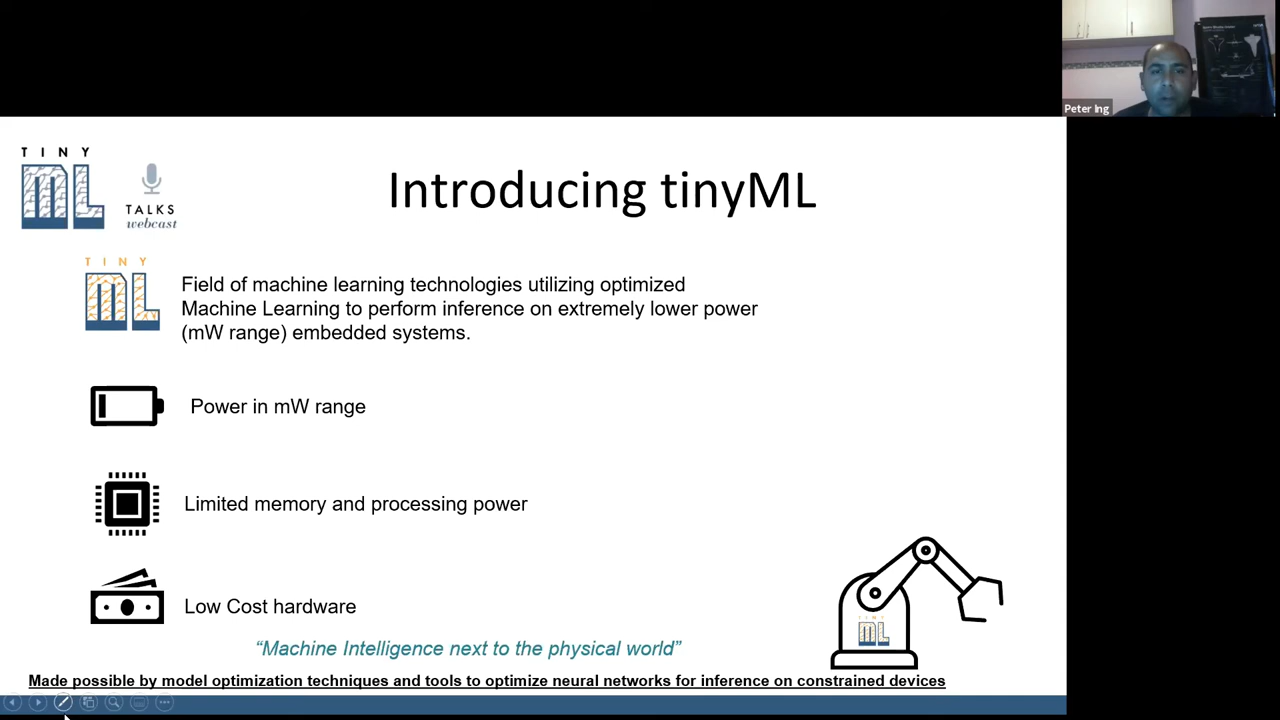 Peter Ing
TINY
ML
TALKS
webcast
Introducing tinyML
TINY
ML
Field of machine learning technologies utilizing optimized
Machine Learning to perform inference on extremely lower power
(mW range) embedded systems.
Power in mW range
Limited memory and processing power
Low Cost hardware
ML
“Machine Intelligence next to the physical world”
Made possible by model optimization techniques and tools to optimize neural networks for inference on constrained devices